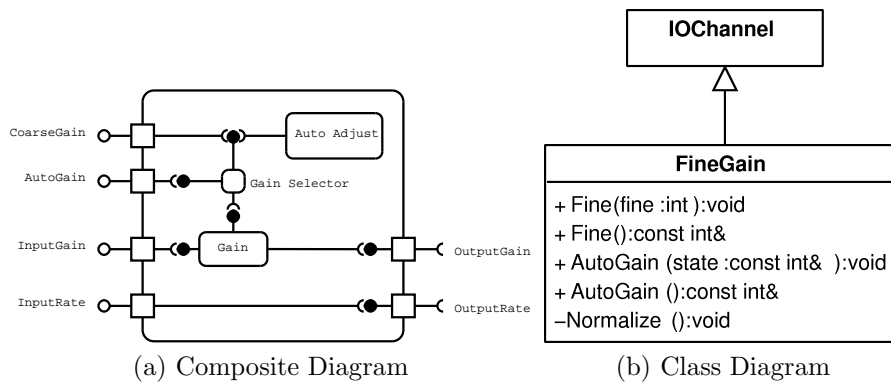 CoarseGain
Auto Adjust
AutoGain
Gain Selector
InputGain
Gain
OutputGain
InputRate
OutputRate
(a) Composite Diagram
IOChannel
FineGain
+ Fine(fine :int ):void
+ Fine():const int&
+ AutoGain (state :const int& ):void
+ AutoGain ():const int&
−Normalize ():void
(b) Class Diagram